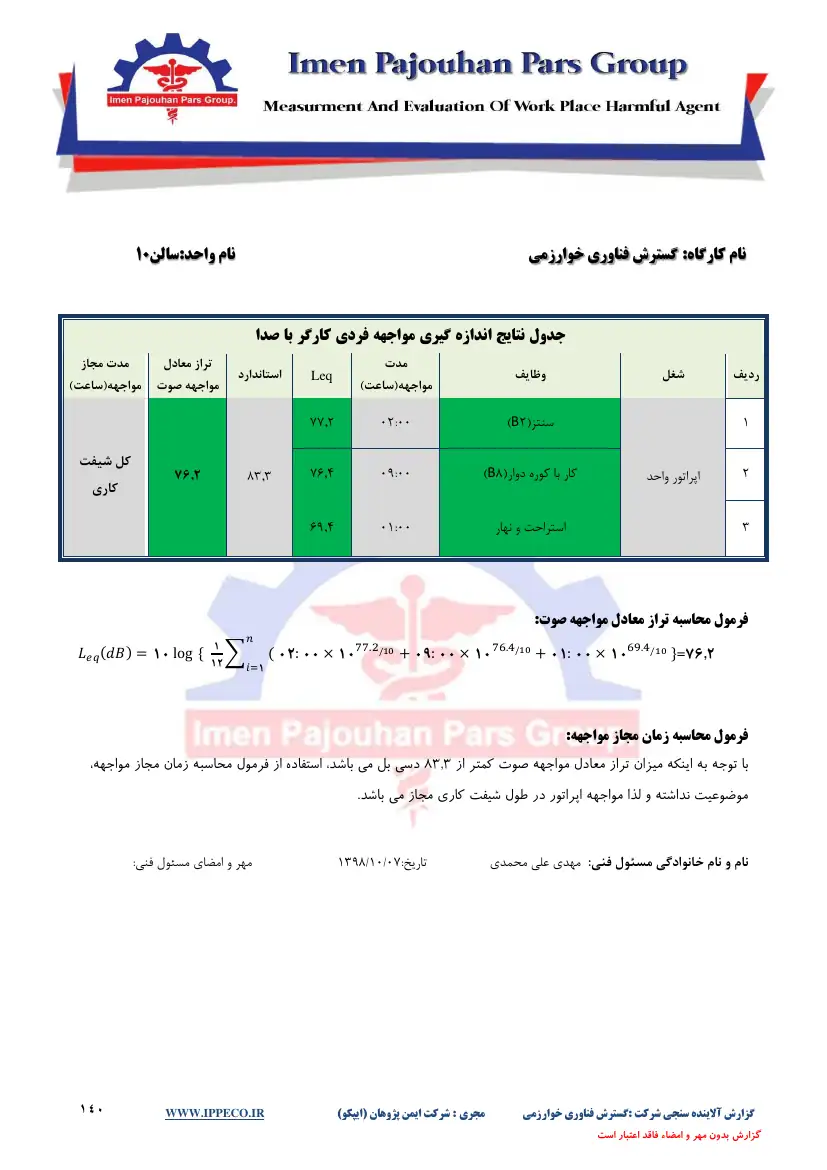 Imen Pajouhan Pars Group
Imen Pajouhan Pars Group.
Measurment And Evaluation Of Work Place Harmful Agent
نام کارگاه: گسترش فناوری خوارزمی نام واحد:سالن۱۰
جدول نتایج اندازه گیری مواجهه فردی کارگر با صدا
ردیف شغل وظایف مدت مواجهه(ساعت) Leq استاندارد تراز معادل مواجهه صوت مدت مجاز مواجهه(ساعت)
۱ اپراتور واحد سنتز(B۲) ۰۲:۰۰ ۷۷,۲ ۸۳,۳ ۷۶,۲ کل شیفت کاری
۲ کار با کوره دوار(B۸) ۰۹:۰۰ ۷۶,۴
۳ استراحت و نهار ۰۱:۰۰ ۶۹,۴
فرمول محاسبه تراز معادل مواجهه صوت:
L_{eq}(dB) = ۱۰ log { ۱/۱۲ ∑_{i=۱}^{n} ( ۰۲: ۰۰ × ۱۰^{77.2/10} + ۰۹: ۰۰ × ۱۰^{76.4/10} + ۰۱: ۰۰ × ۱۰^{69.4/10} }=۷۶,۲
Imen Pajouhan Pars Group.
فرمول محاسبه زمان مجاز مواجهه:
با توجه به اینکه میزان تراز معادل مواجهه صوت کمتر از ۸۳,۳ دسی بل می باشد، استفاده از فرمول محاسبه زمان مجاز مواجهه،
موضوعیت نداشته و لذا مواجهه اپراتور در طول شیفت کاری مجاز می باشد.
نام و نام خانوادگی مسئول فنی: مهدی علی محمدی تاریخ:۱۳۹۸/۱۰/۰۷ مهر و امضای مسئول فنی:
گزارش آلاینده سنجی شرکت :گسترش فناوری خوارزمی مجری : شرکت ایمن پژوهان (ایپکو) WWW.IPPECO.IR ۱۴۰
گزارش بدون مهر و امضاء فاقد اعتبار است